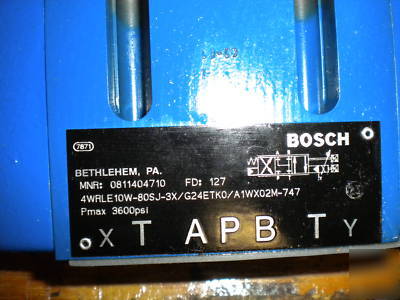 7871
BOSCH
BETHLEHEM, PA.
MNR: 0811404710 FD: 127
4WRLE10W-80SJ-3X/G24ETK0/A1WX02M-747
Pmax 3600psi
X T A P B T Y